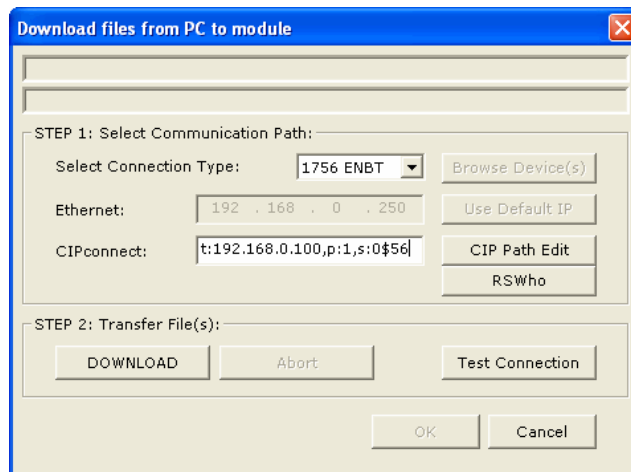 Download files from PC to module
STEP 1: Select Communication Path:
Select Connection Type: 1756 ENBT Browse Device(s)
Ethernet: 192 . 168 . 0 . 250 Use Default IP
CIPconnect: t:192.168.0.100,p:1,s:0$56 CIP Path Edit
RSWho
STEP 2: Transfer File(s):
DOWNLOAD Abort Test Connection
OK Cancel